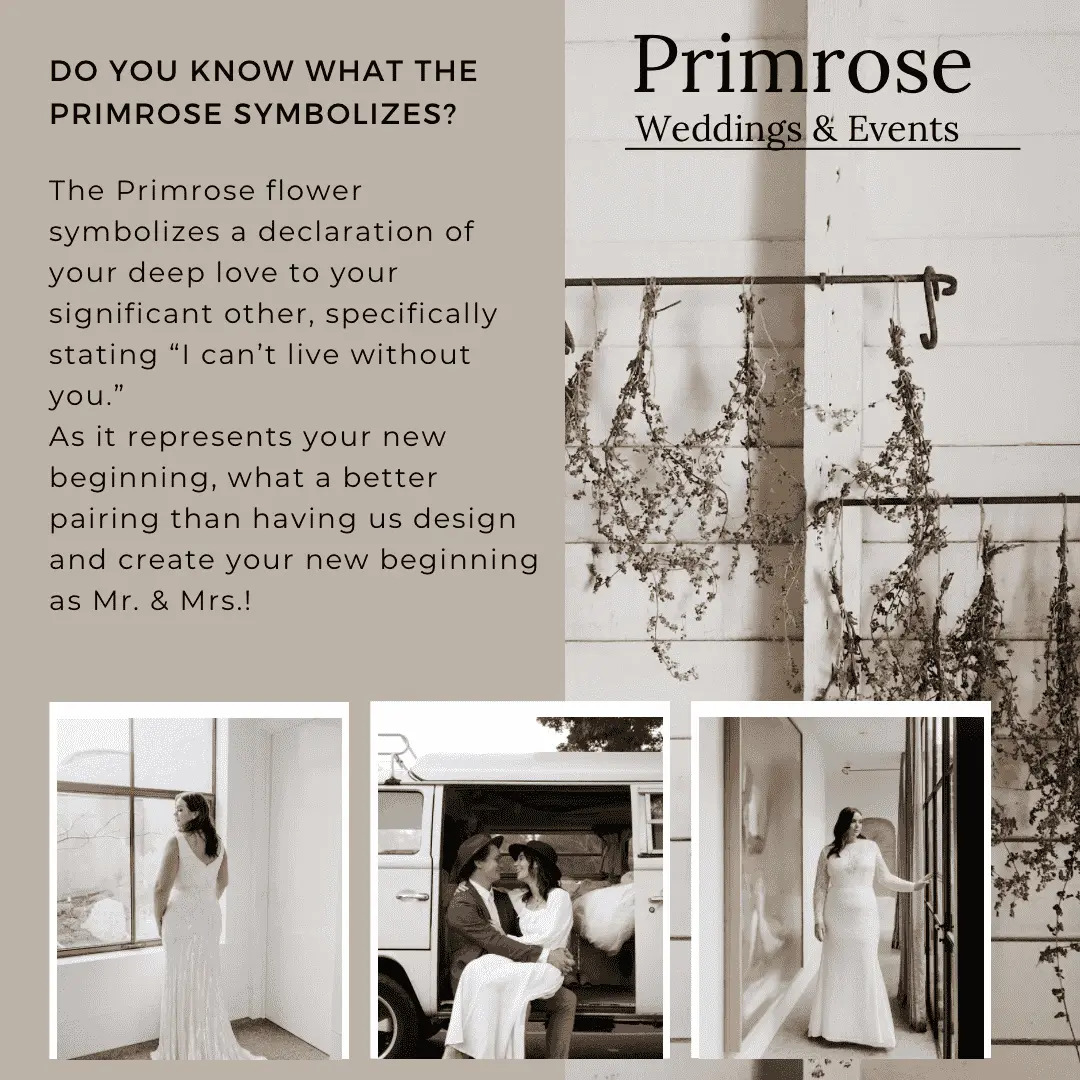 DO YOU KNOW WHAT THE
PRIMROSE SYMBOLIZES?
The Primrose flower
symbolizes a declaration of
your deep love to your
significant other, specifically
stating “I can’t live without
you.”
As it represents your new
beginning, what a better
pairing than having us design
and create your new beginning
as Mr. & Mrs.!
Primrose
Weddings & Events